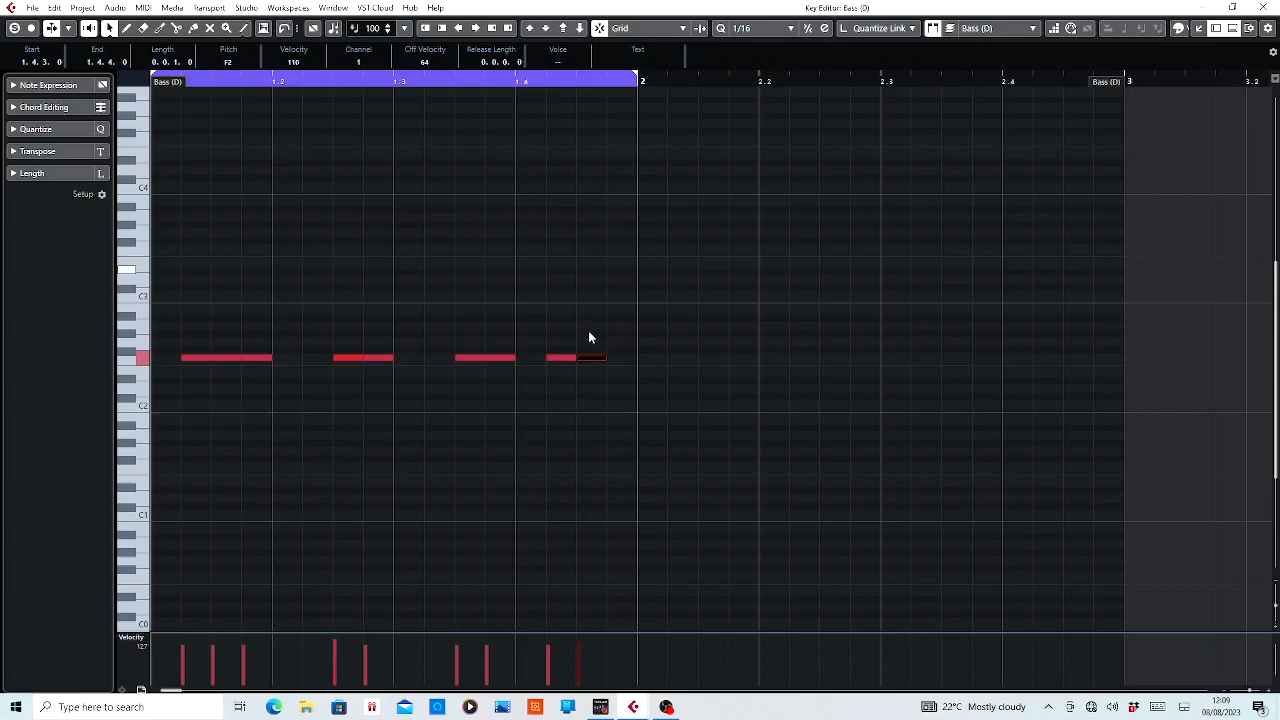 File Edit Project Audio MIDI Media Transport Studio Workspaces Window VST Cloud Hub Help
Key Editor: Bass (D)
S 100 Grid Q 1/16 L Quantize Link Bass (D)
Start End Length Pitch Velocity Channel Off Velocity Release Length Voice Text
1. 4. 3. 0 1. 4. 4. 0 0. 0. 1. 0 F2 110 1 64 0. 0. 0. 0 --
Bass (D) 1.2 1.3 1.4 2 2.2 2.3 2.4 Bass (D) 3 3.2
Note Expression
Chord Editing
Quantize Q
Transpose T
Length L
Setup
C4
C3
C2
C1
C0
Velocity
127
Type here to search
22°C Mostly cloudy
12:09
08/08/2023